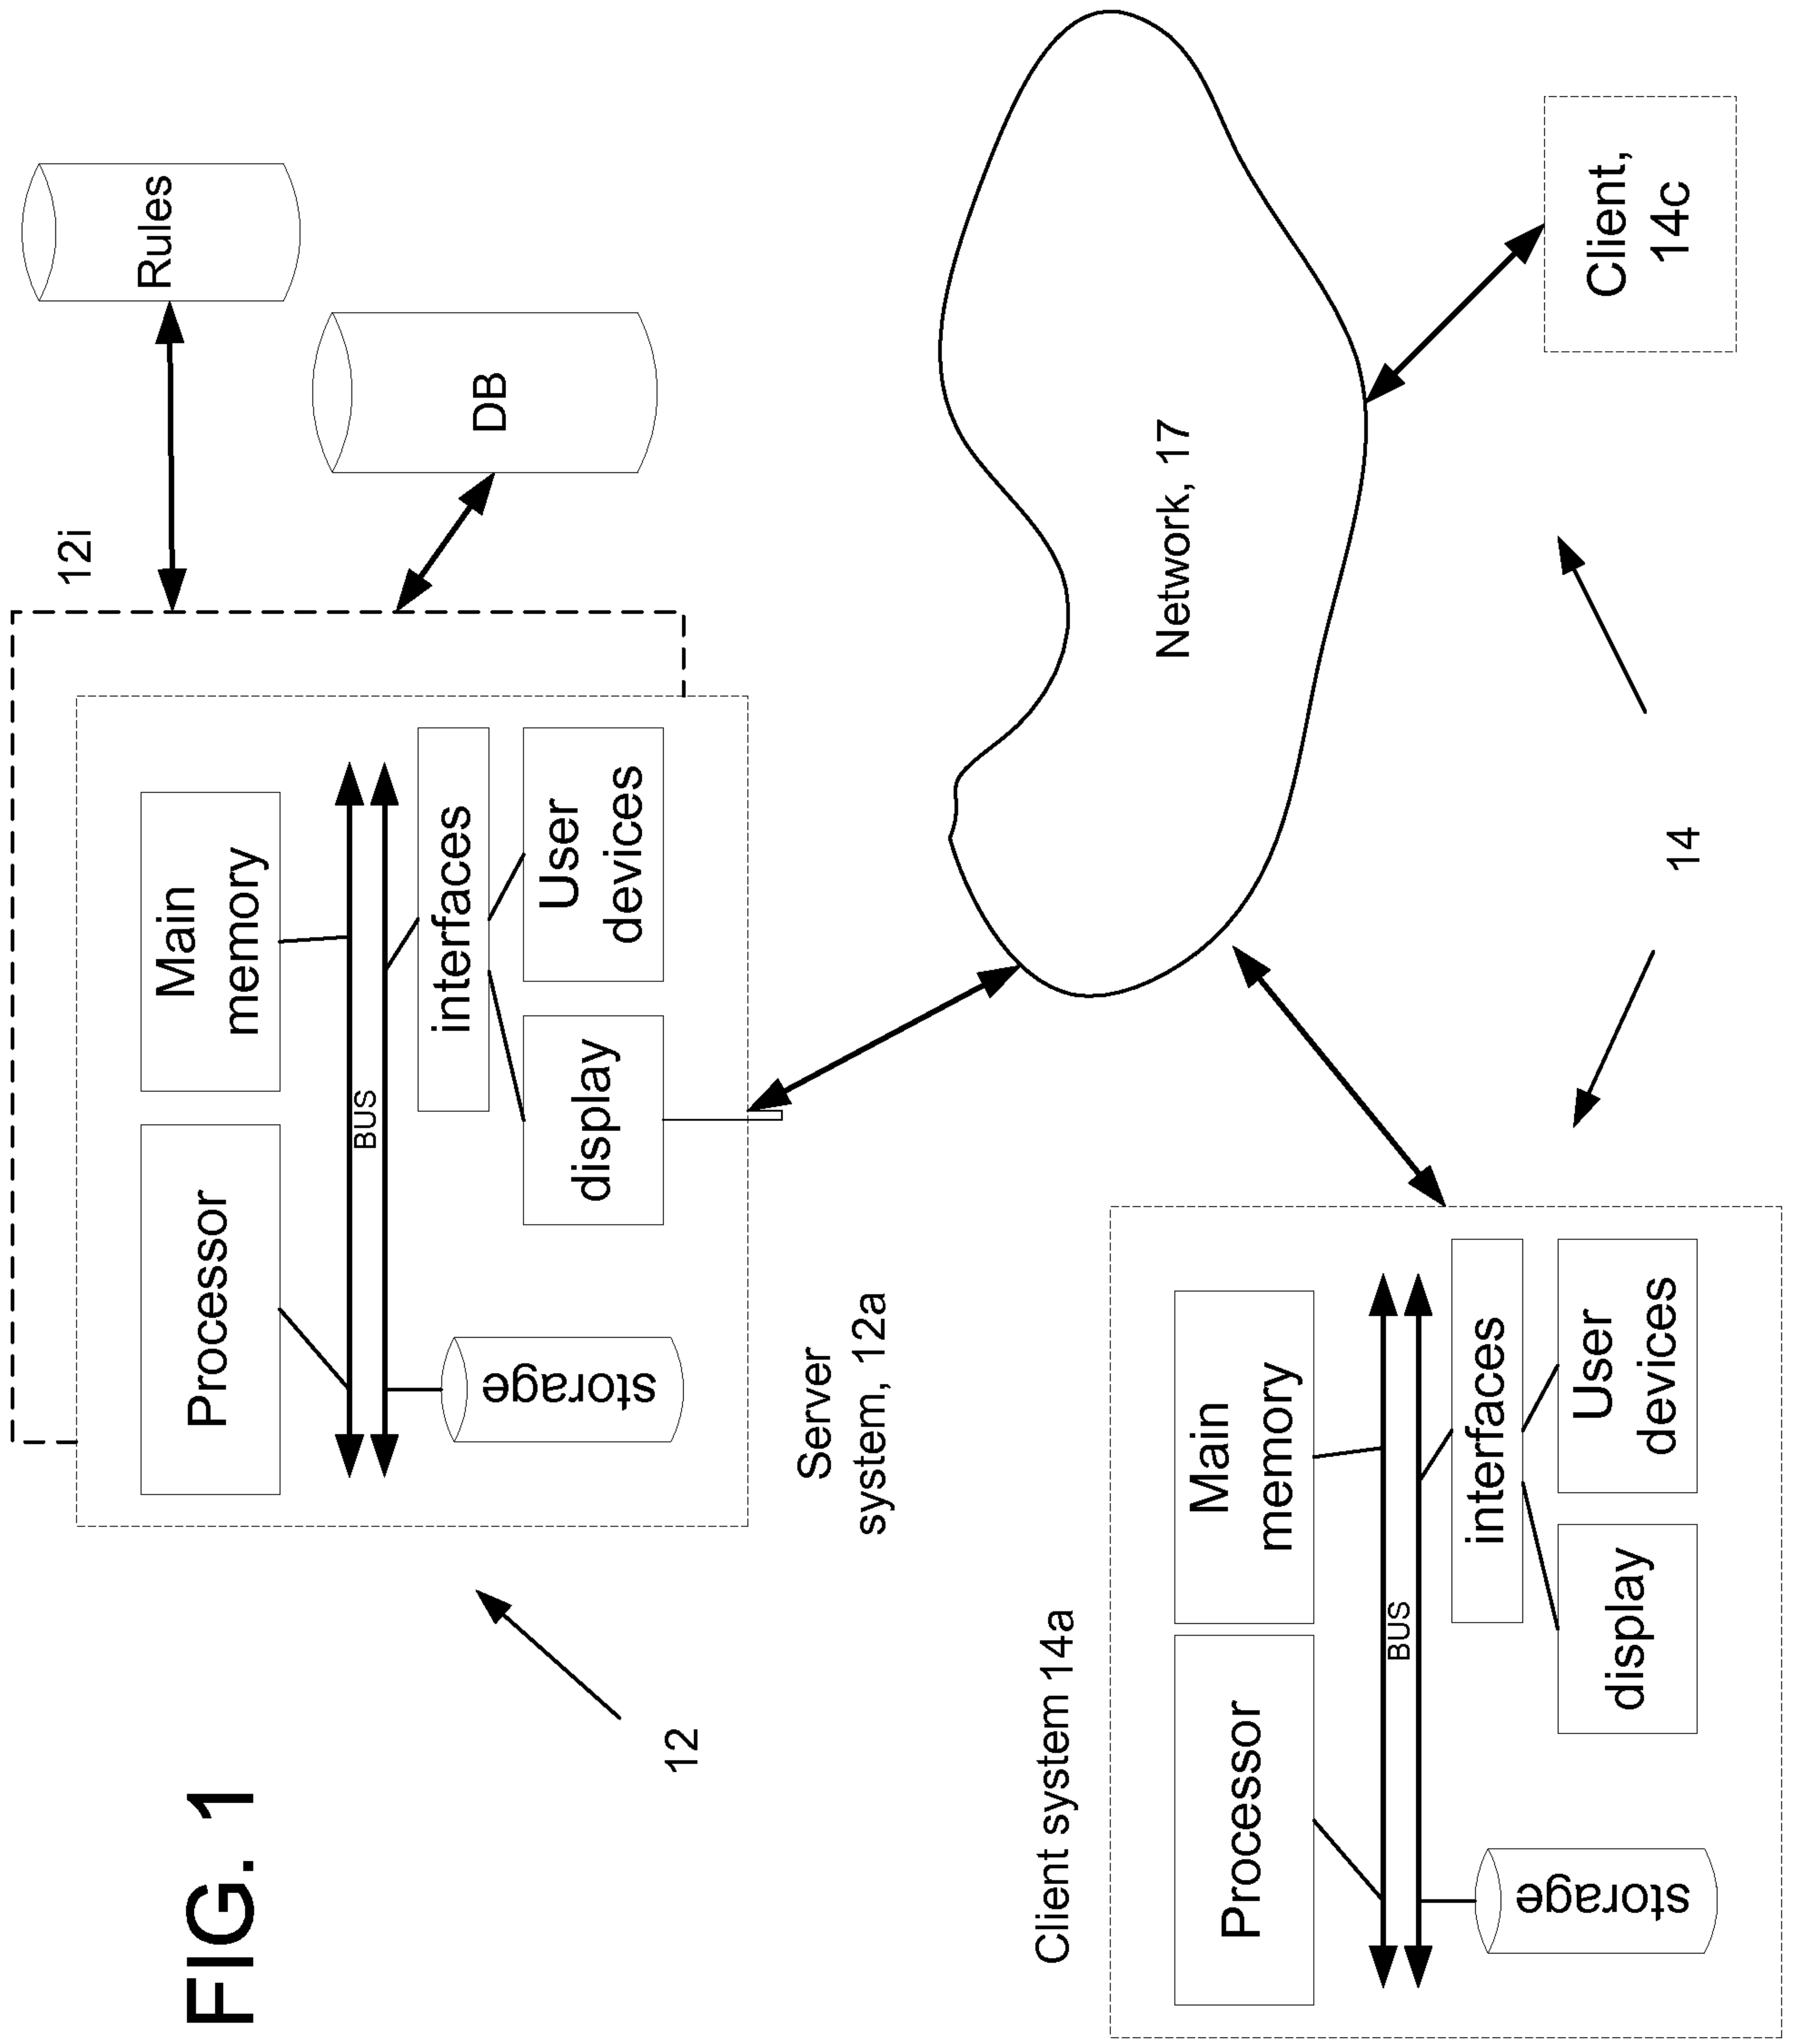 FIG. 1
12
Server
system, 12a
Processor
Main
memory
BUS
storage
interfaces
display
User
devices
12i
Rules
DB
Network, 17
Client system 14a
Processor
Main
memory
BUS
storage
interfaces
display
User
devices
14
Client,
14c